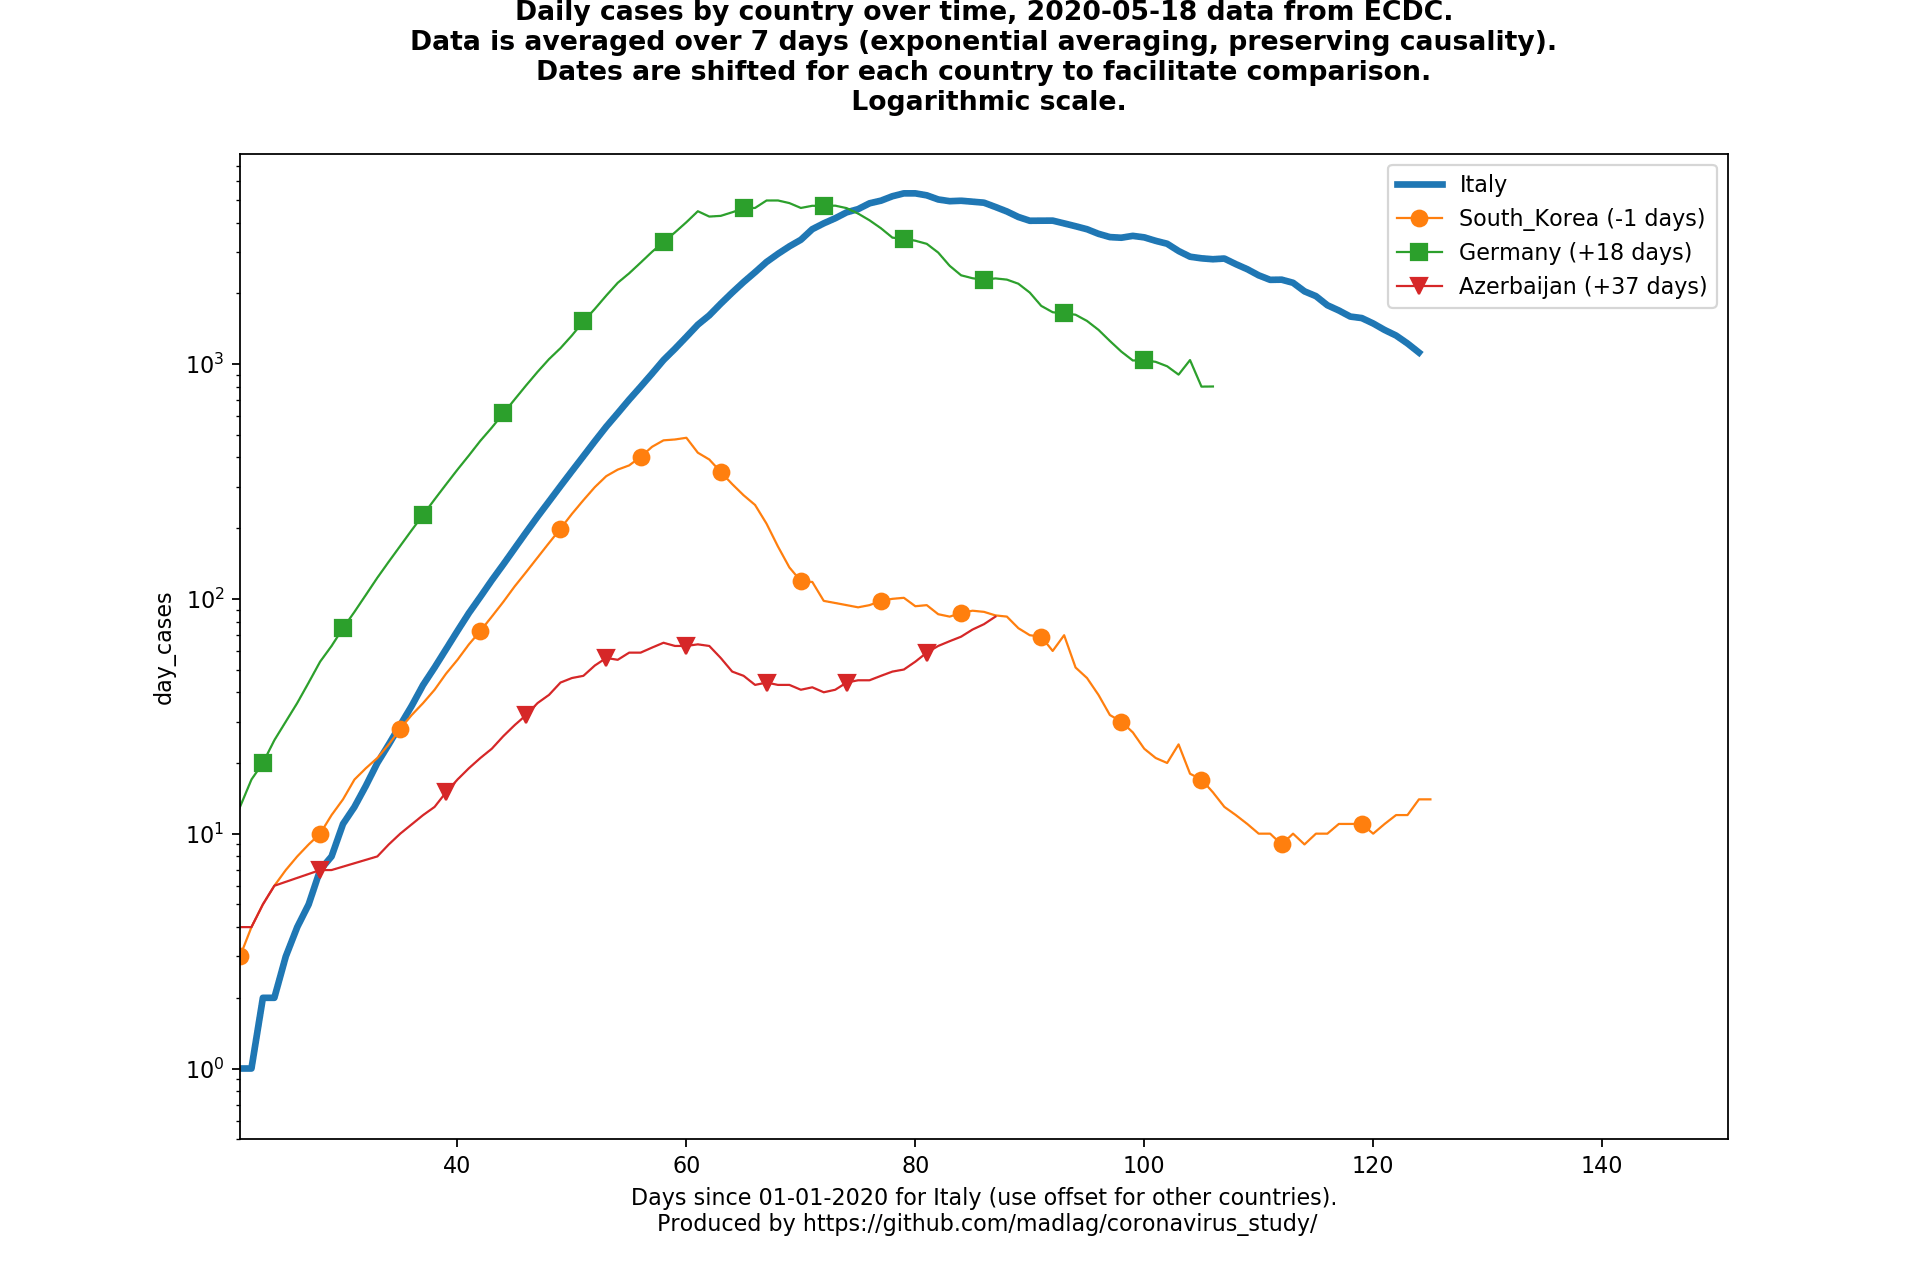 Daily cases by country over time, 2020-05-18 data from ECDC.
Data is averaged over 7 days (exponential averaging, preserving causality).
Dates are shifted for each country to facilitate comparison.
Logarithmic scale.
Italy
South_Korea (-1 days)
Germany (+18 days)
Azerbaijan (+37 days)
day_cases
10³
10²
10¹
10⁰
40 60 80 100 120 140
Days since 01-01-2020 for Italy (use offset for other countries).
Produced by https://github.com/madlag/coronavirus_study/